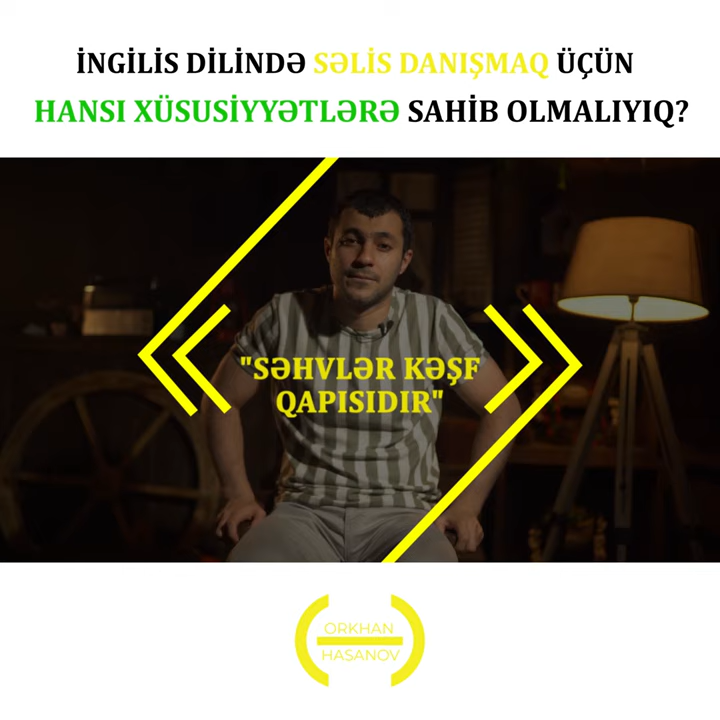 İNGİLİS DİLİNDƏ SƏLİS DANIŞMAQ ÜÇÜN
HANSI XÜSUSİYYƏTLƏRƏ SAHİB OLMALIYIQ?
"SƏHVLƏR KƏŞF
QAPISIDIR"
ORKHAN
HASANOV